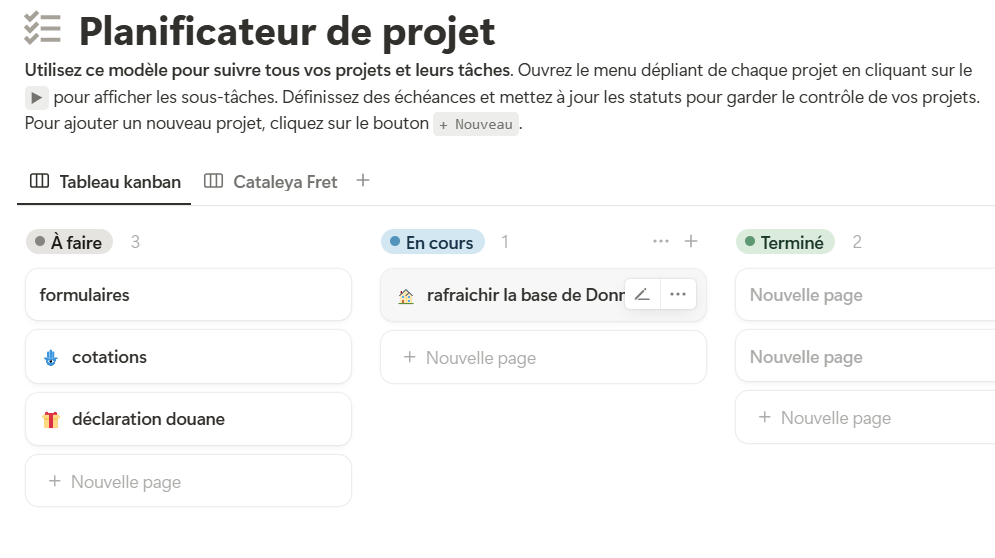 Planificateur de projet
Utilisez ce modèle pour suivre tous vos projets et leurs tâches. Ouvrez le menu dépliant de chaque projet en cliquant sur le
▶ pour afficher les sous-tâches. Définissez des échéances et mettez à jour les statuts pour garder le contrôle de vos projets.
Pour ajouter un nouveau projet, cliquez sur le bouton + Nouveau.
Tableau kanban Cataleya Fret +
À faire 3
En cours 1 ... +
Terminé 2
formulaires
rafraichir la base de Donn ...
Nouvelle page
cotations
+ Nouvelle page
Nouvelle page
déclaration douane
+ Nouvelle page
+ Nouvelle page